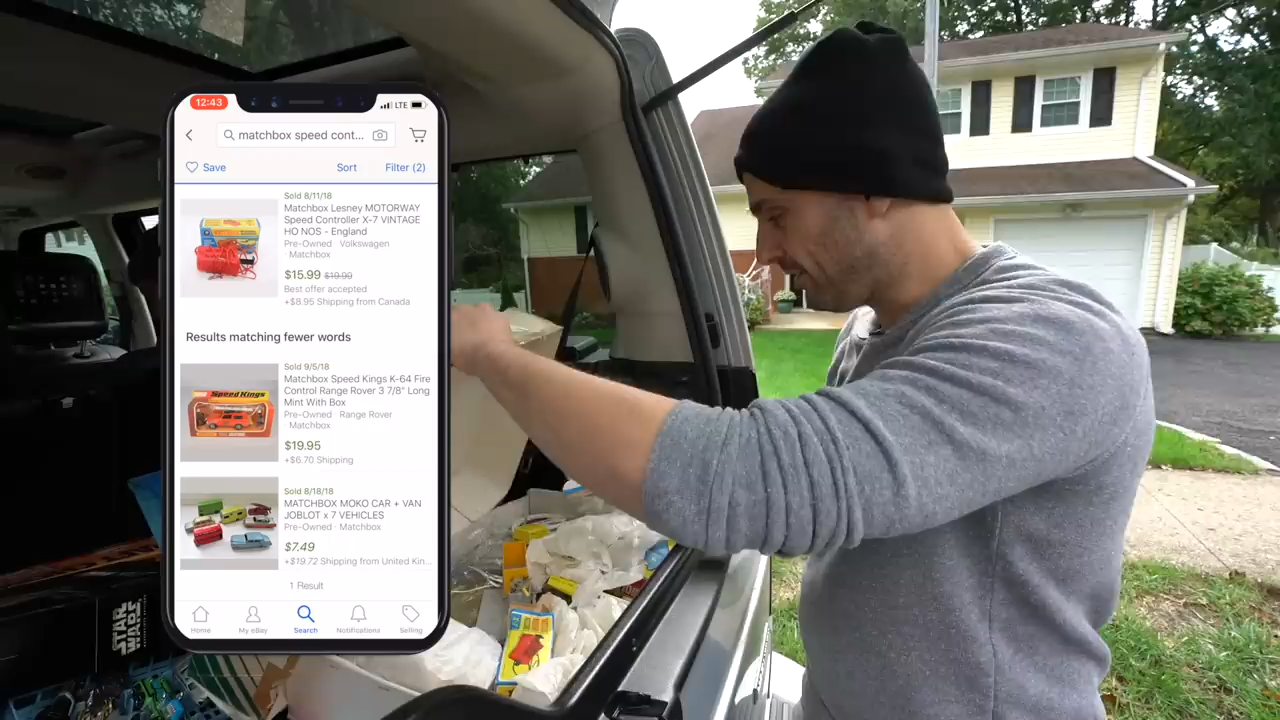 12:43
LTE
matchbox speed cont...
Save
Sort
Filter (2)
Sold 8/11/18
Matchbox Lesney MOTORWAY
Speed Controller X-7 VINTAGE
HO NOS - England
Pre-Owned · Volkswagen
· Matchbox
$15.99 $19.99
Best offer accepted
+$8.95 Shipping from Canada
Results matching fewer words
Sold 9/5/18
Speed Kings
Matchbox Speed Kings K-64 Fire
Control Range Rover 3 7/8" Long
Mint With Box
Pre-Owned · Range Rover
· Matchbox
$19.95
+$6.70 Shipping
Sold 8/18/18
MATCHBOX MOKO CAR + VAN
JOBLOT x 7 VEHICLES
Pre-Owned · Matchbox
$7.49
+$19.72 Shipping from United Kin...
1 Result
Home
My eBay
Search
Notifications
Selling
STAR
WARS